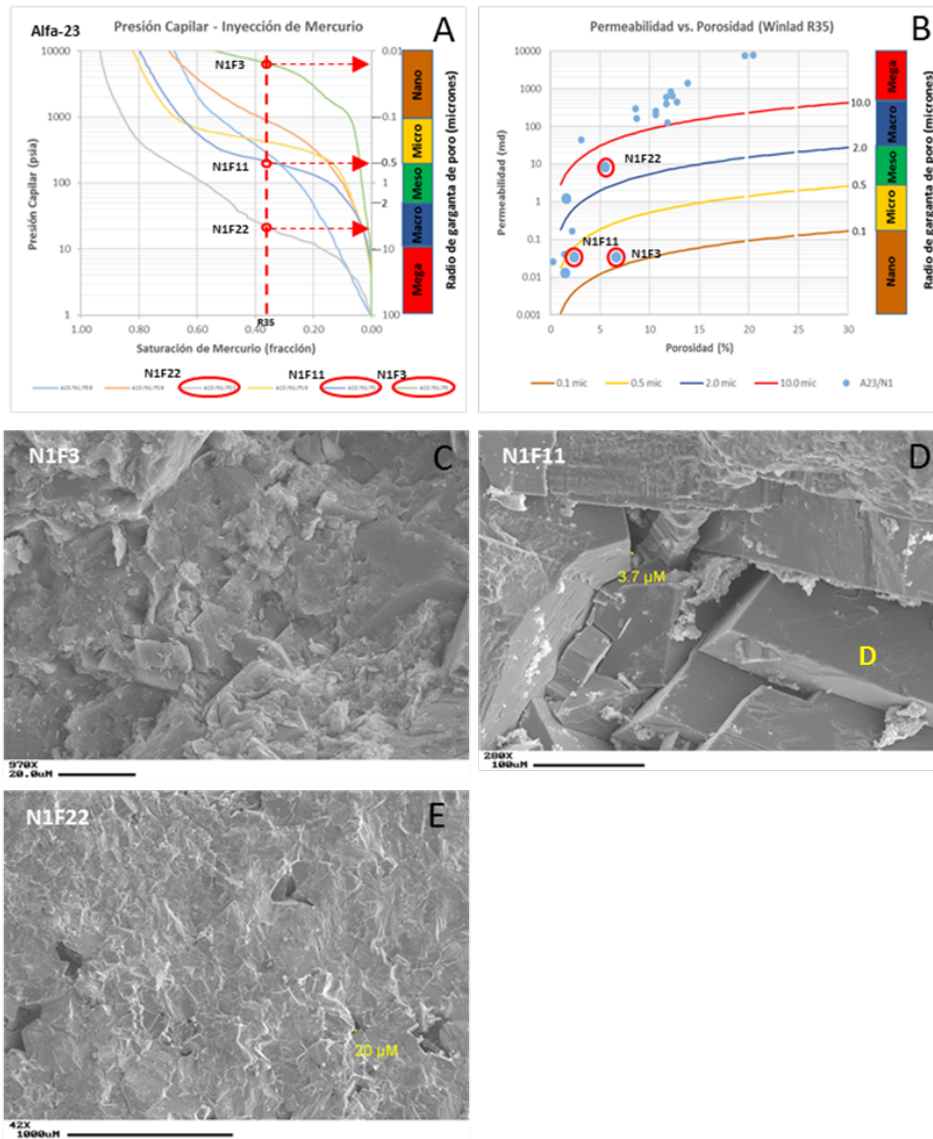 Alfa-23
Presión Capilar - Inyección de Mercurio
A
Presión Capilar (psia)
10000
1000
100
10
1
N1F3
N1F11
N1F22
0.01
0.1
0.5
1
2
10
100
Nano
Micro
Meso
Macro
Mega
Radio de garganta de poro (micrones)
1.00
0.80
0.60
0.40
R35
0.20
0.00
Saturación de Mercurio (fracción)
N1F22
N1F11
N1F3
Permeabilidad vs. Porosidad (Winlad R35)
B
Permeabilidad (md)
10000
1000
100
10
1
0.1
0.01
0.001
N1F22
N1F11
N1F3
10.0
2.0
0.5
0.1
Mega
Macro
Meso
Micro
Nano
Radio de garganta de poro (micrones)
0
5
10
15
20
25
30
Porosidad (%)
0.1 mic
0.5 mic
2.0 mic
10.0 mic
A23/N1
N1F3
C
970X
20.0uM
N1F11
D
3.7 µM
D
280X
100uM
N1F22
E
20 µM
42X
1000uM